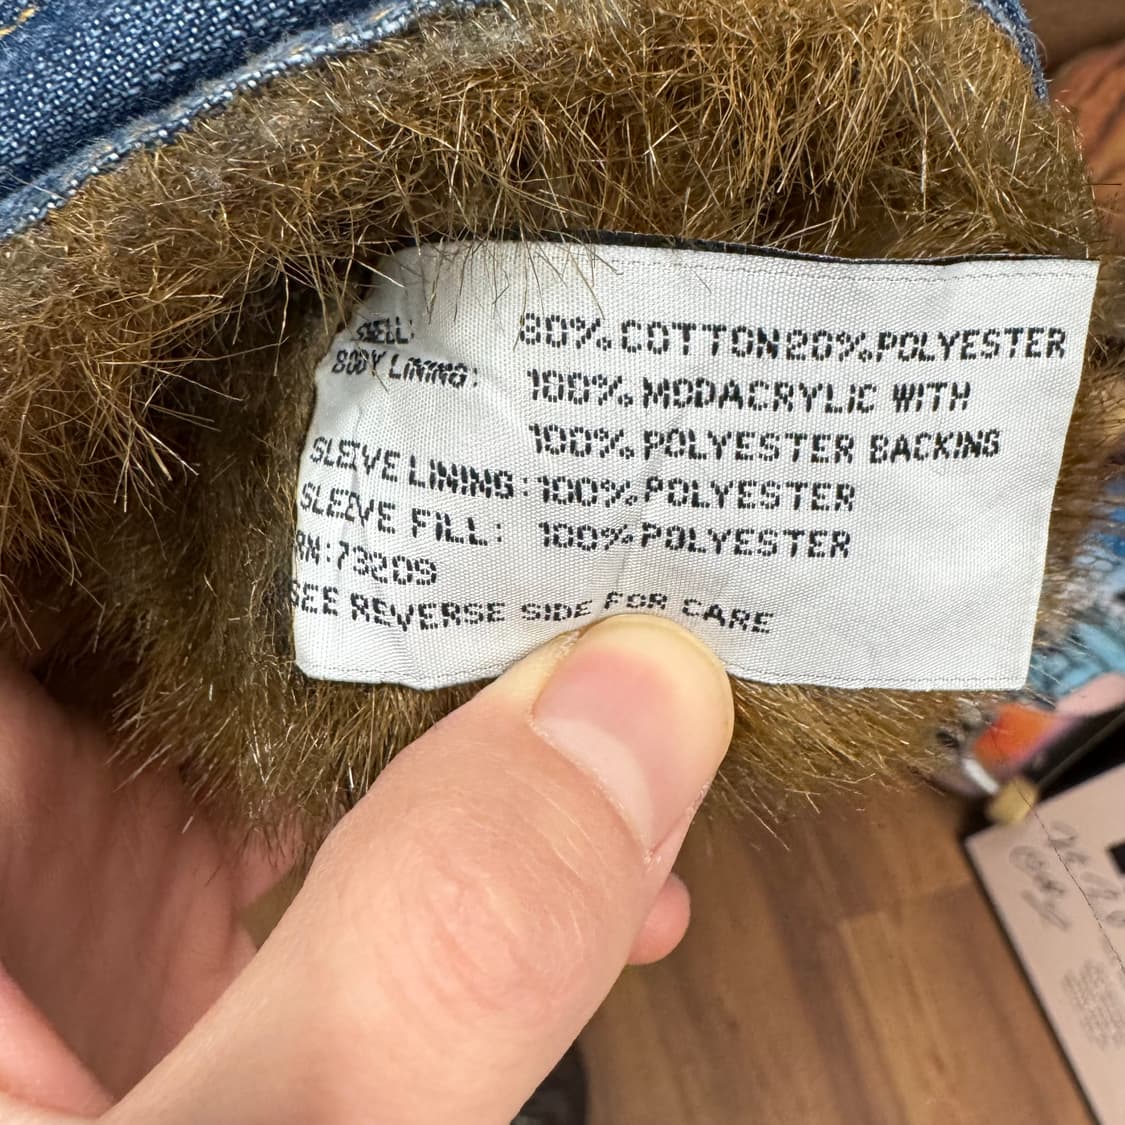 SHELL: 80% COTTON 20% POLYESTER
BODY LINING: 100% MODACRYLIC WITH
100% POLYESTER BACKING
SLEEVE LINING: 100% POLYESTER
SLEEVE FILL: 100% POLYESTER
RN: 73209
SEE REVERSE SIDE FOR CARE